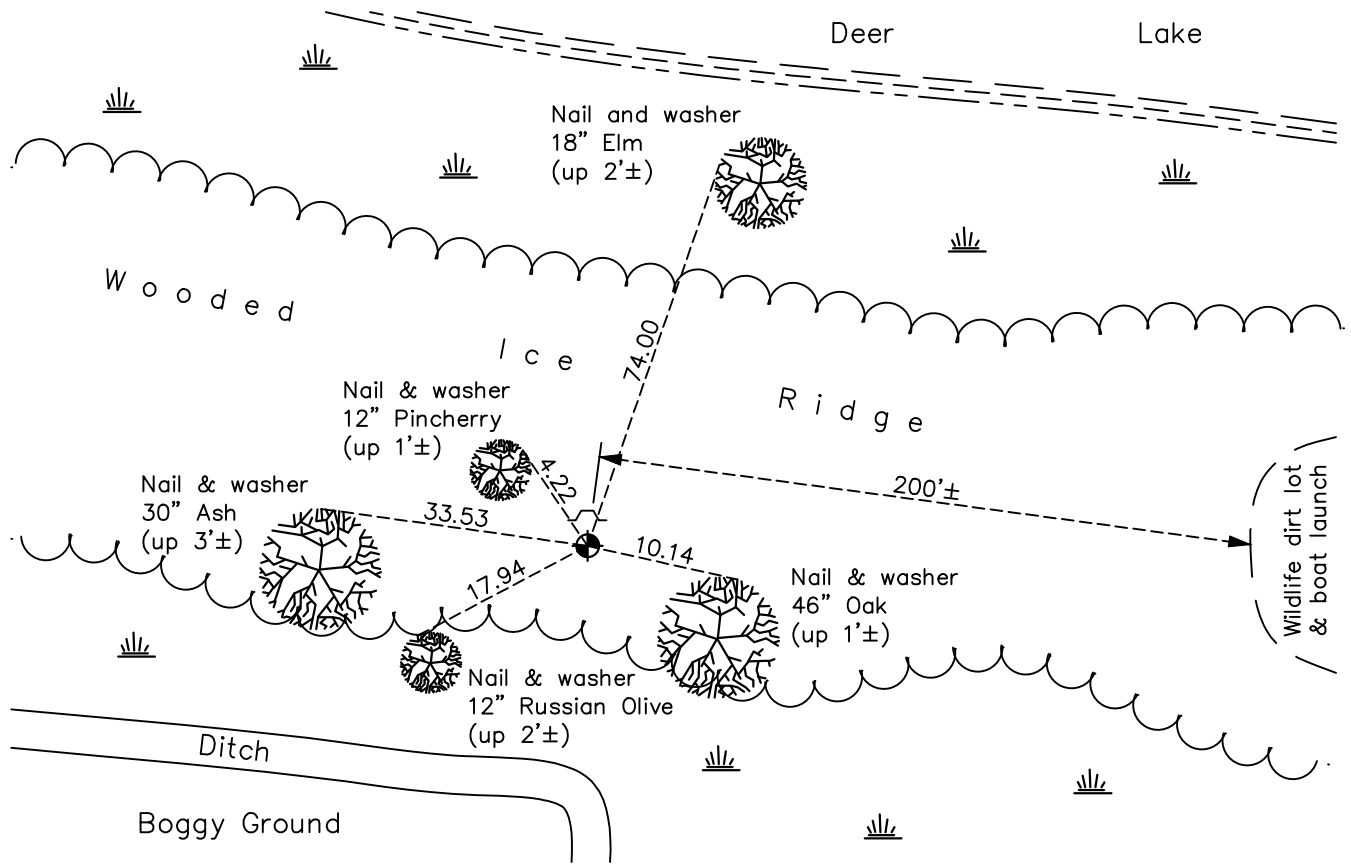 Deer Lake
Nail and washer
18” Elm
(up 2'±)
Wooded Ice Ridge
74.00
Nail & washer
12” Pincherry
(up 1'±)
4.22
Nail & washer
30” Ash
(up 3'±)
33.53
200'±
Wildlife dirt lot
& boat launch
10.14
17.94
Nail & washer
46” Oak
(up 1'±)
Nail & washer
12” Russian Olive
(up 2'±)
Ditch
Boggy Ground